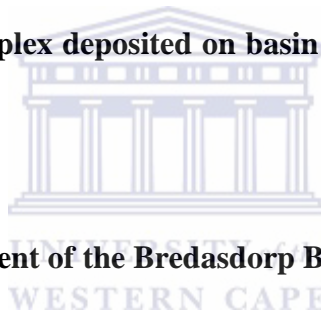 plex deposited on basin
UNIVERSITY of the
ent of the Bredasdorp B
WESTERN CAPE